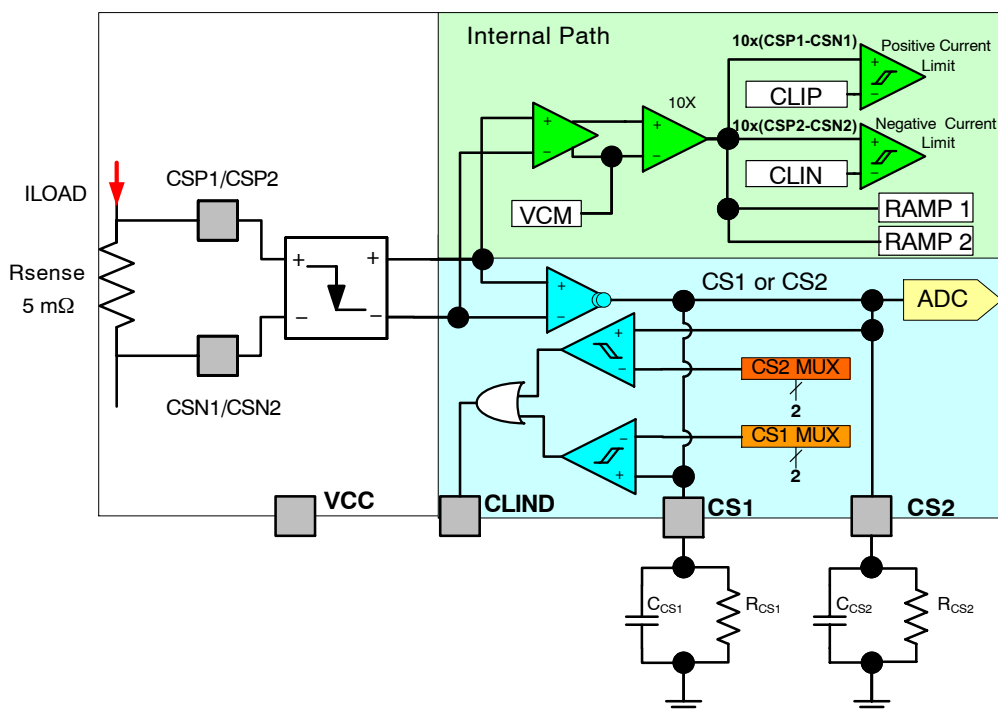 Internal Path
10x(CSP1-CSN1)
Positive Current
Limit
CLIP
10X
10x(CSP2-CSN2)
Negative Current
Limit
CLIN
VCM
RAMP 1
RAMP 2
ILOAD
CSP1/CSP2
Rsense
5 mΩ
CSN1/CSN2
+
+
−
−
+
−
+
−
+
−
+
−
+
−
CS1 or CS2
ADC
+
−
CS2 MUX
2
−
+
CS1 MUX
2
VCC
CLIND
CS1
CS2
CCS1
RCS1
CCS2
RCS2